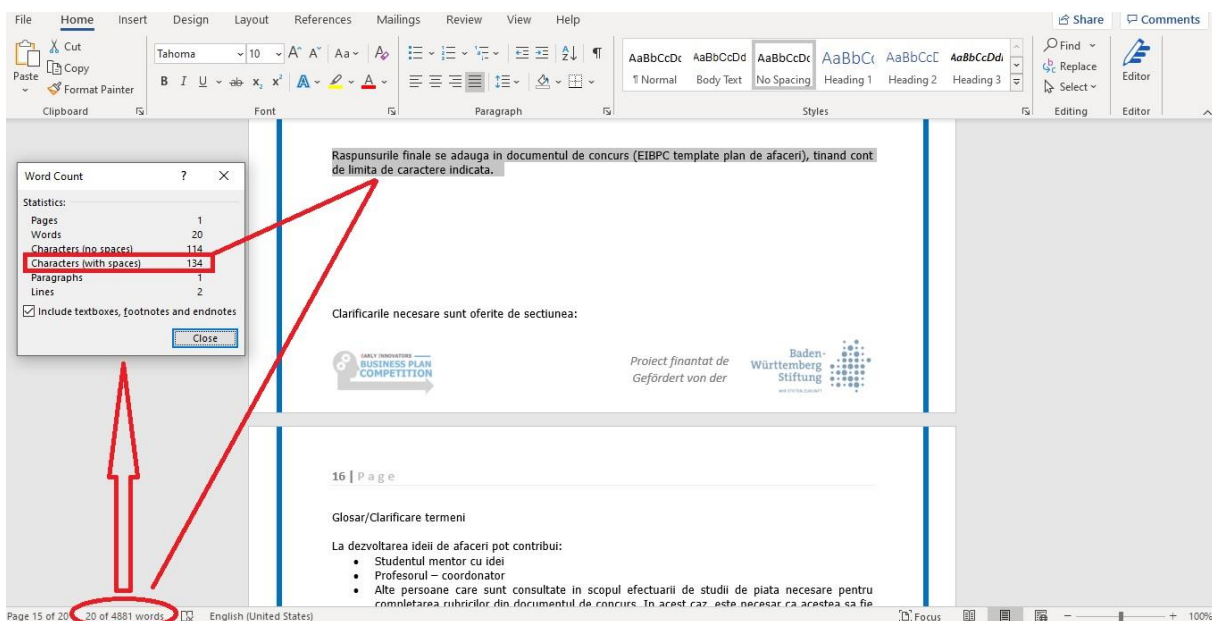 File Home Insert Design Layout References Mailings Review View Help Share Comments
Cut
Copy
Format Painter
Paste
Clipboard
Tahoma 10
Font
Paragraph
AaBbCcDc AaBbCcDd AaBbCcDc AaBbCc AaBbCcD AaBbCcDd
¶ Normal Body Text No Spacing Heading 1 Heading 2 Heading 3
Styles
Find
Replace
Select
Editing
Editor
Editor
Word Count ? X
Statistics:
Pages 1
Words 20
Characters (no spaces) 114
Characters (with spaces) 134
Paragraphs 1
Lines 2
Include textboxes, footnotes and endnotes
Close
Raspunsurile finale se adauga in documentul de concurs (EIBPC template plan de afaceri), tinand cont
de limita de caractere indicata.
Clarificarile necesare sunt oferite de sectiunea:
EARLY INNOVATORS
BUSINESS PLAN
COMPETITION
Proiect finantat de
Gefördert von der
Baden-
Württemberg
Stiftung
16 | Page
Glosar/Clarificare termeni
La dezvoltarea ideii de afaceri pot contribui:
• Studentul mentor cu idei
• Profesorul – coordonator
• Alte persoane care sunt consultate in scopul efectuarii de studii de piata necesare pentru
completarea rubricilor din documentul de concurs. In acest caz, este necesar ca acestea sa fie
Page 15 of 20 20 of 4881 words English (United States) Focus 100%